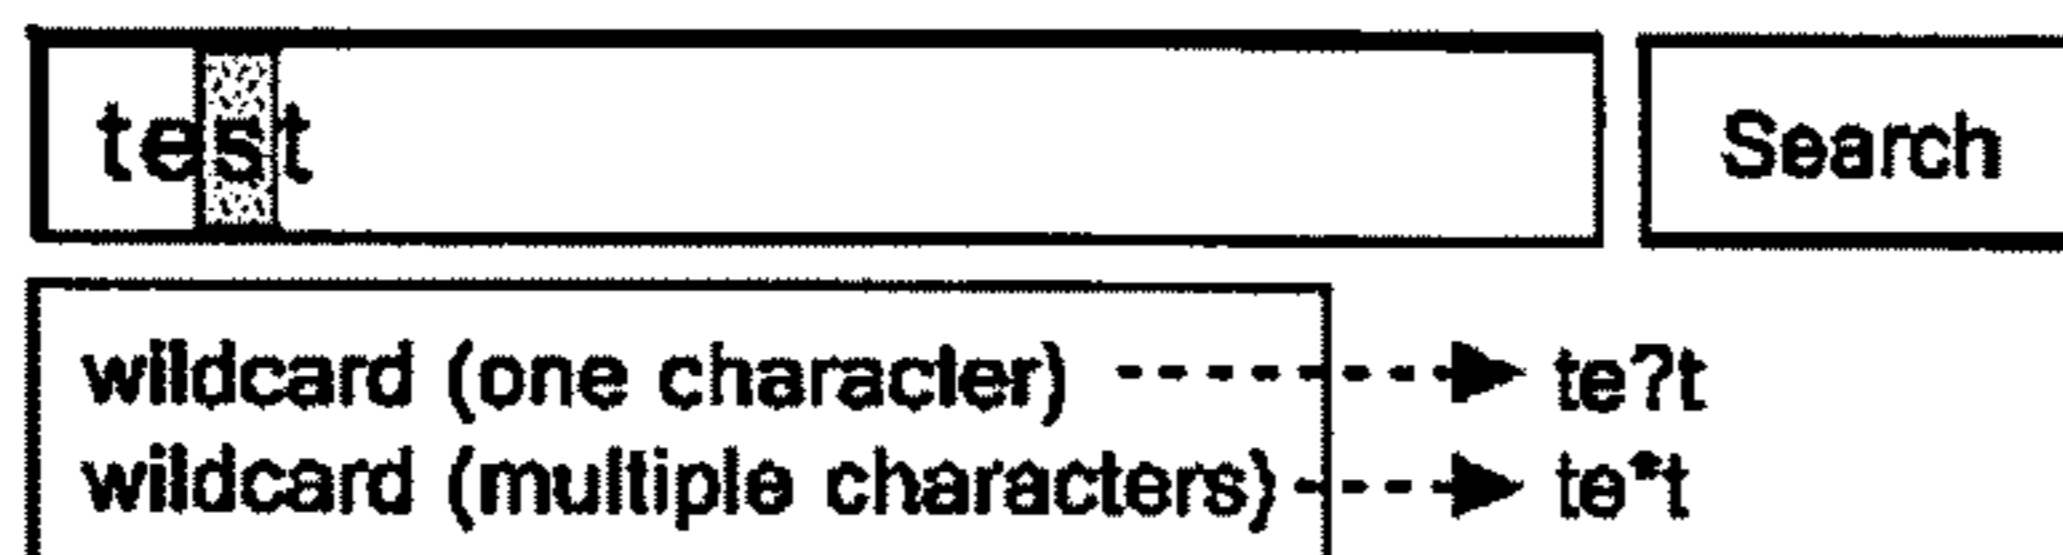 test Search
wildcard (one character) te?t
wildcard (multiple characters) te*t